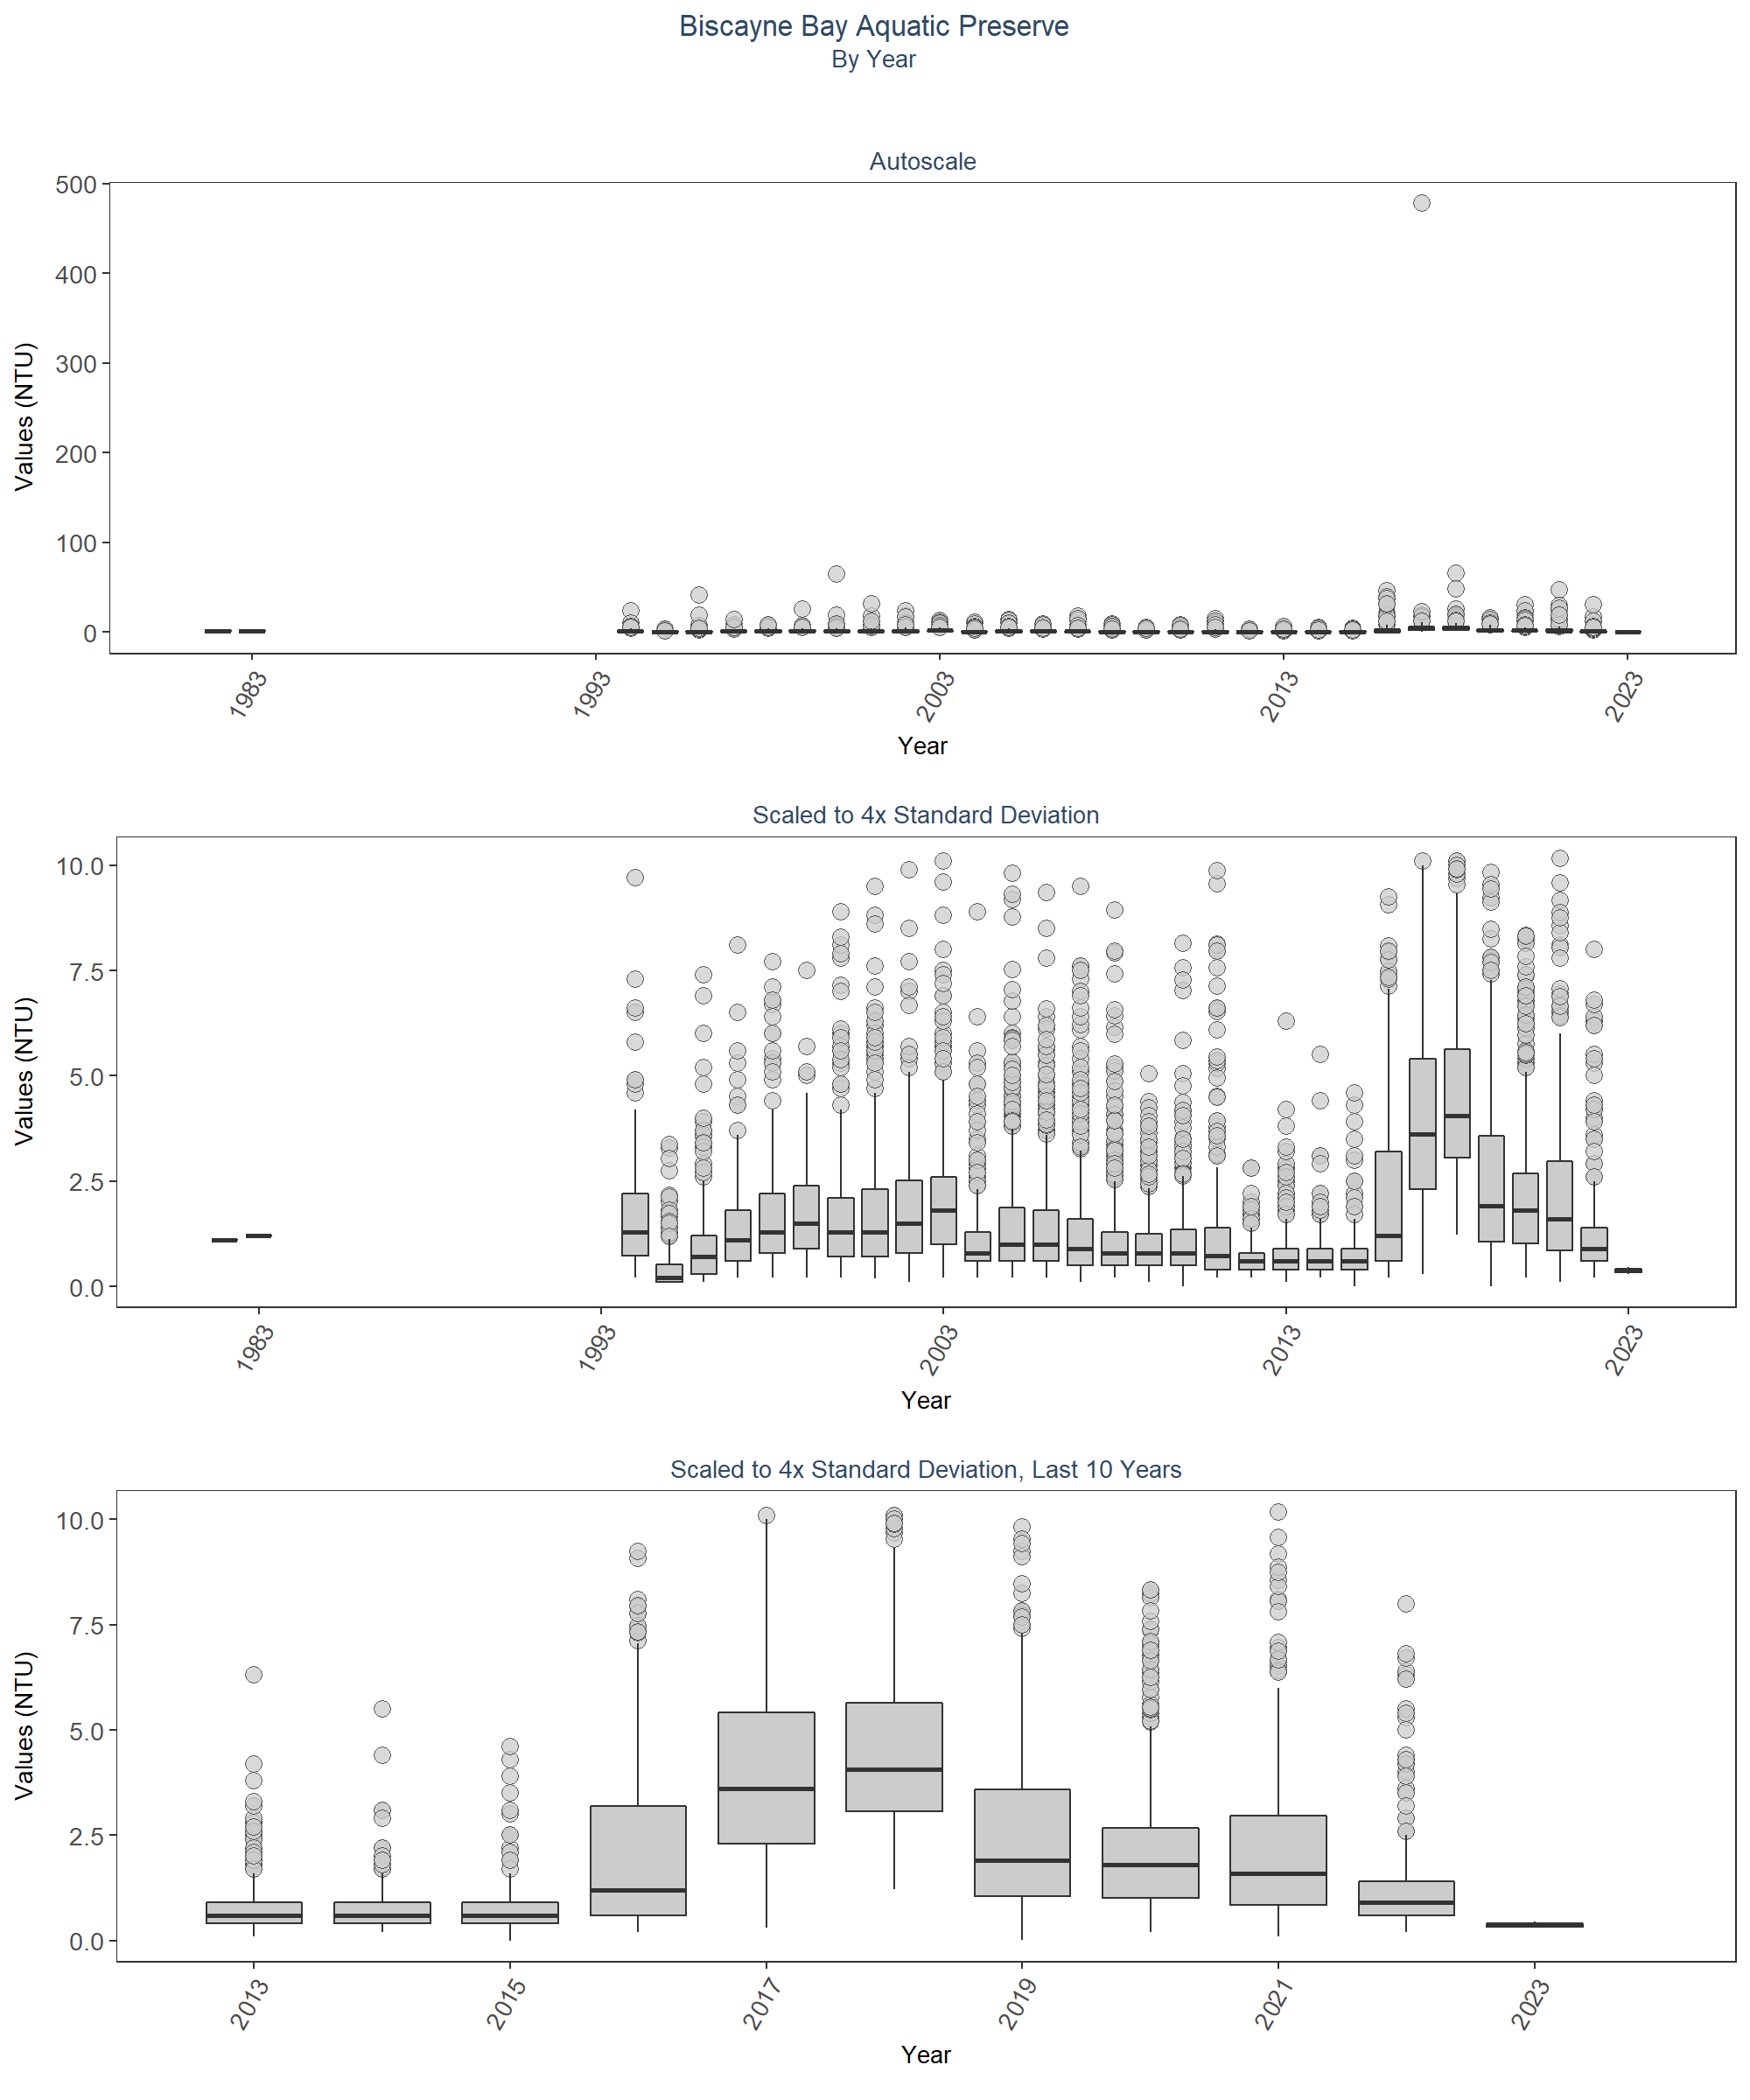 Biscayne Bay Aquatic Preserve
By Year
Autoscale
Values (NTU)
500
400
300
200
100
0
1983 1993 2003 2013 2023
Year
Scaled to 4x Standard Deviation
Values (NTU)
10.0
7.5
5.0
2.5
0.0
1983 1993 2003 2013 2023
Year
Scaled to 4x Standard Deviation, Last 10 Years
Values (NTU)
10.0
7.5
5.0
2.5
0.0
2013 2015 2017 2019 2021 2023
Year